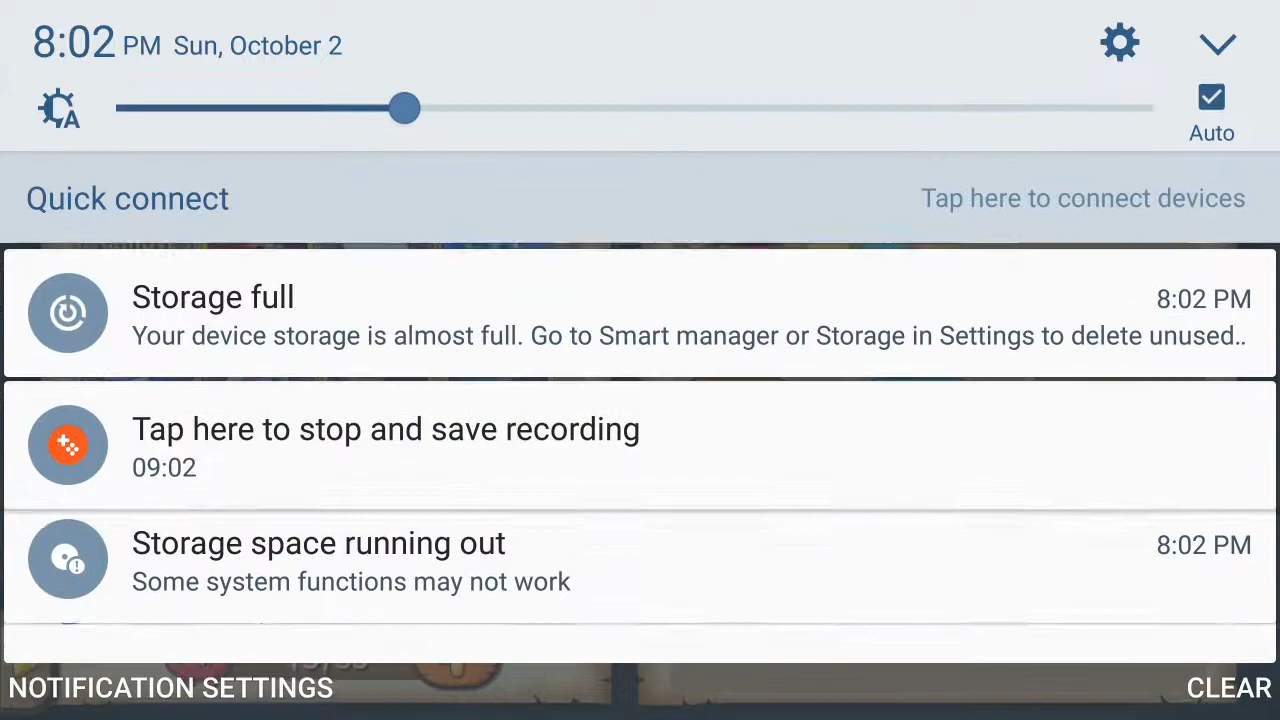 8:02 PM Sun, October 2
A
Auto
Quick connect
Tap here to connect devices
Storage full
8:02 PM
Your device storage is almost full. Go to Smart manager or Storage in Settings to delete unused..
Tap here to stop and save recording
09:02
Storage space running out
8:02 PM
Some system functions may not work
NOTIFICATION SETTINGS
CLEAR